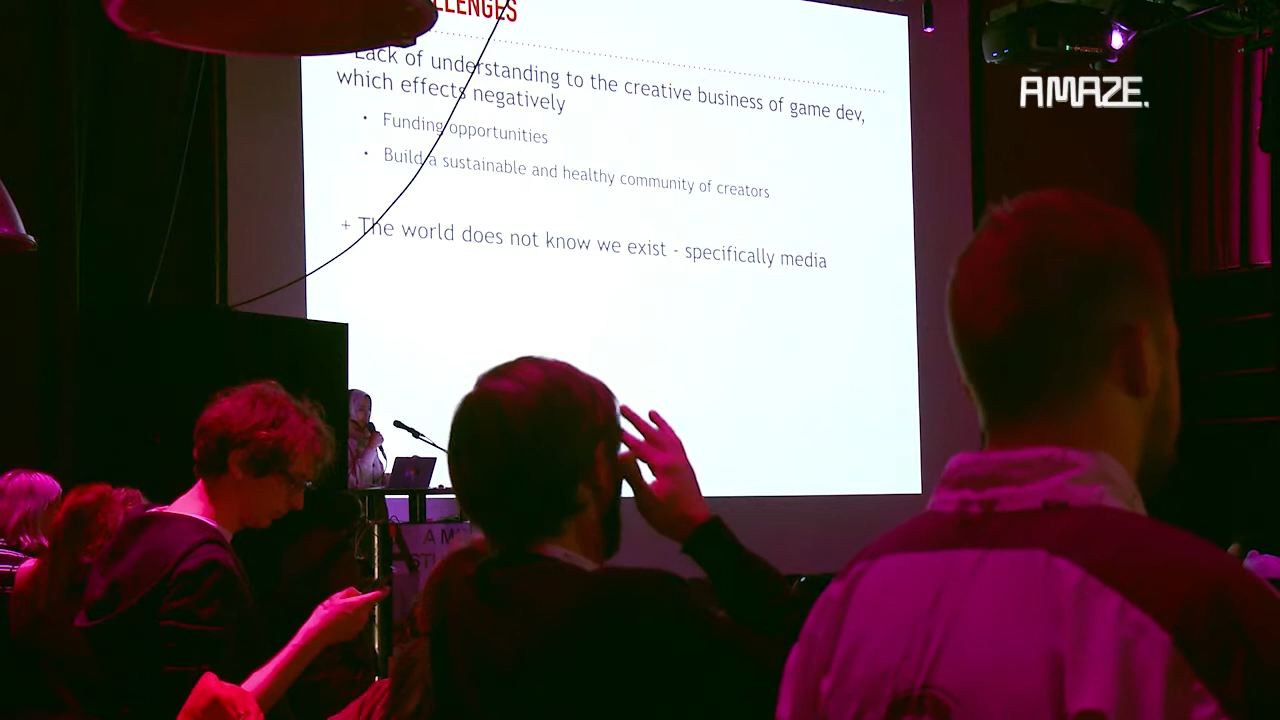 LLENGES
Lack of understanding to the creative business of game dev,
which effects negatively
• Funding opportunities
• Build a sustainable and healthy community of creators
+ The world does not know we exist - specifically media
AMAZE.
A M